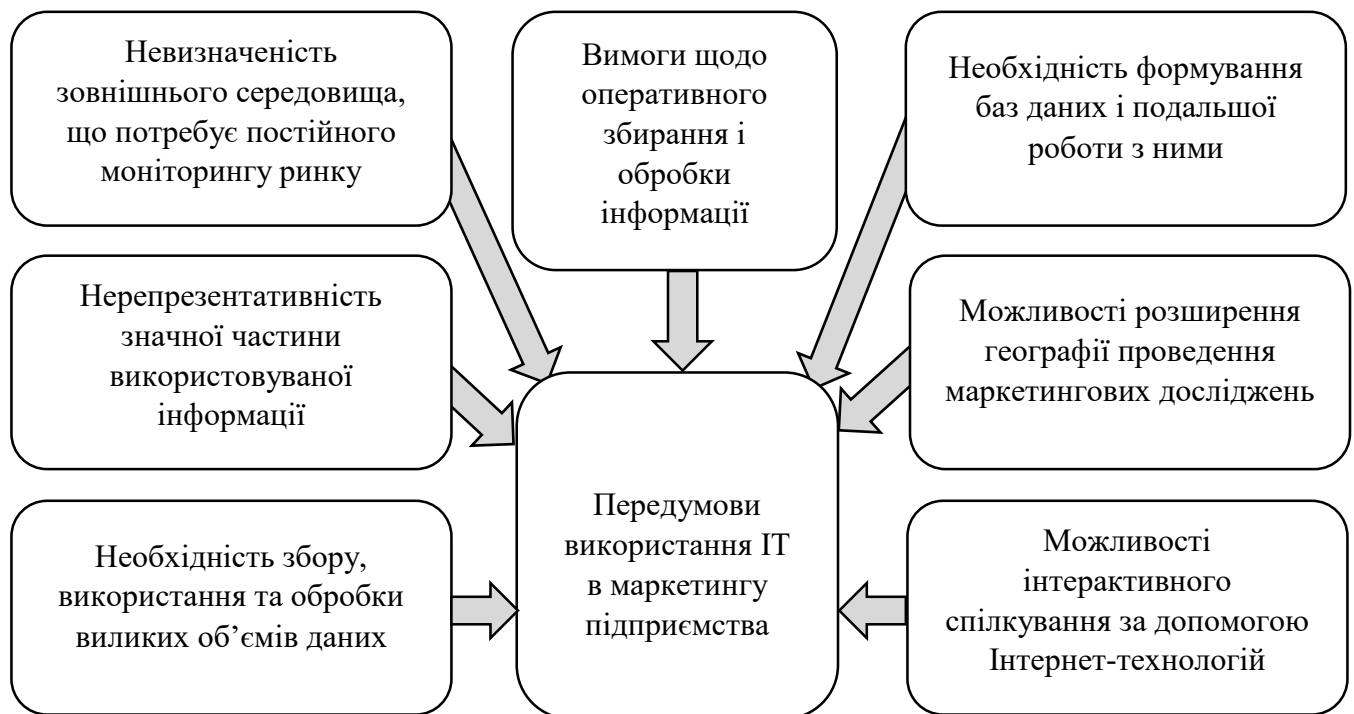 Невизначеність
зовнішнього середовища,
що потребує постійного
моніторингу ринку
Вимоги щодо
оперативного
збирання і
обробки
інформації
Необхідність формування
баз даних і подальшої
роботи з ними
Нерепрезентативність
значної частини
використовуваної
інформації
Можливості розширення
географії проведення
маркетингових досліджень
Необхідність збору,
використання та обробки
виликих об’ємів даних
Передумови
використання ІТ
в маркетингу
підприємства
Можливості
інтерактивного
спілкування за допомогою
Інтернет-технологій